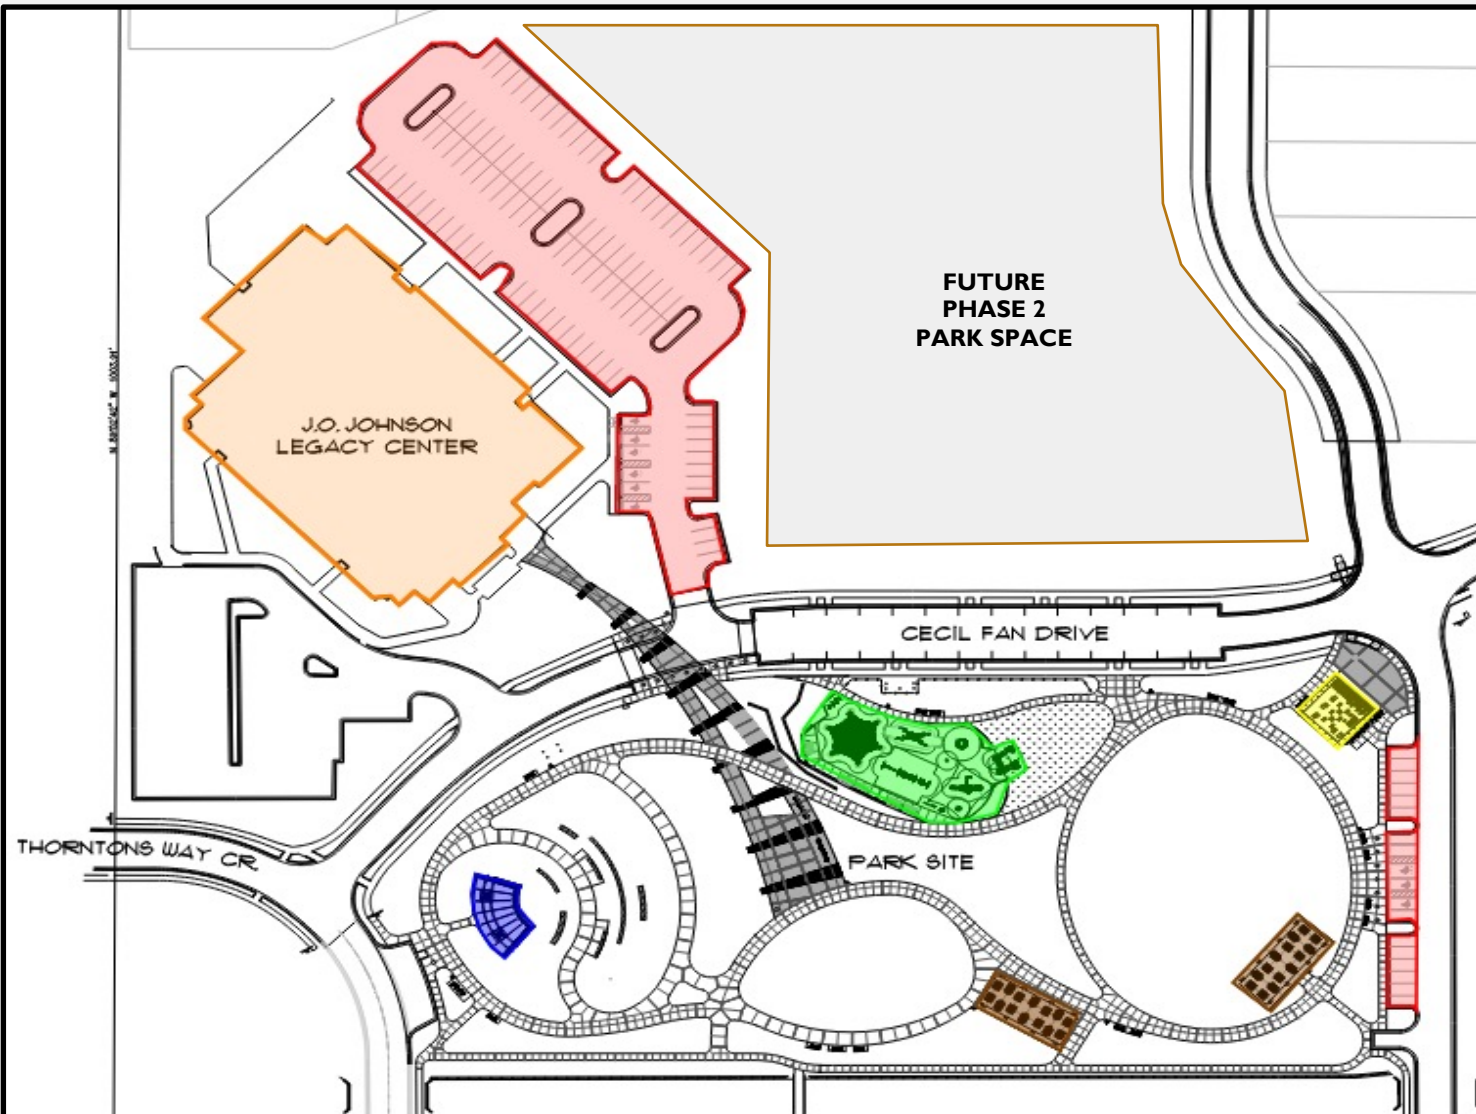 FUTURE
PHASE 2
PARK SPACE
J.O. JOHNSON
LEGACY CENTER
CECIL FAN DRIVE
THORNTONS WAY CR.
PARK SITE